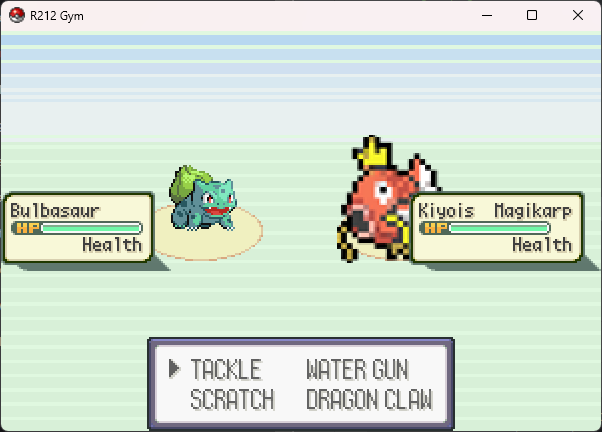 R212 Gym
Bulbasaur
HP
Health
Kiyois Magikarp
HP
Health
TACKLE WATER GUN
SCRATCH DRAGON CLAW